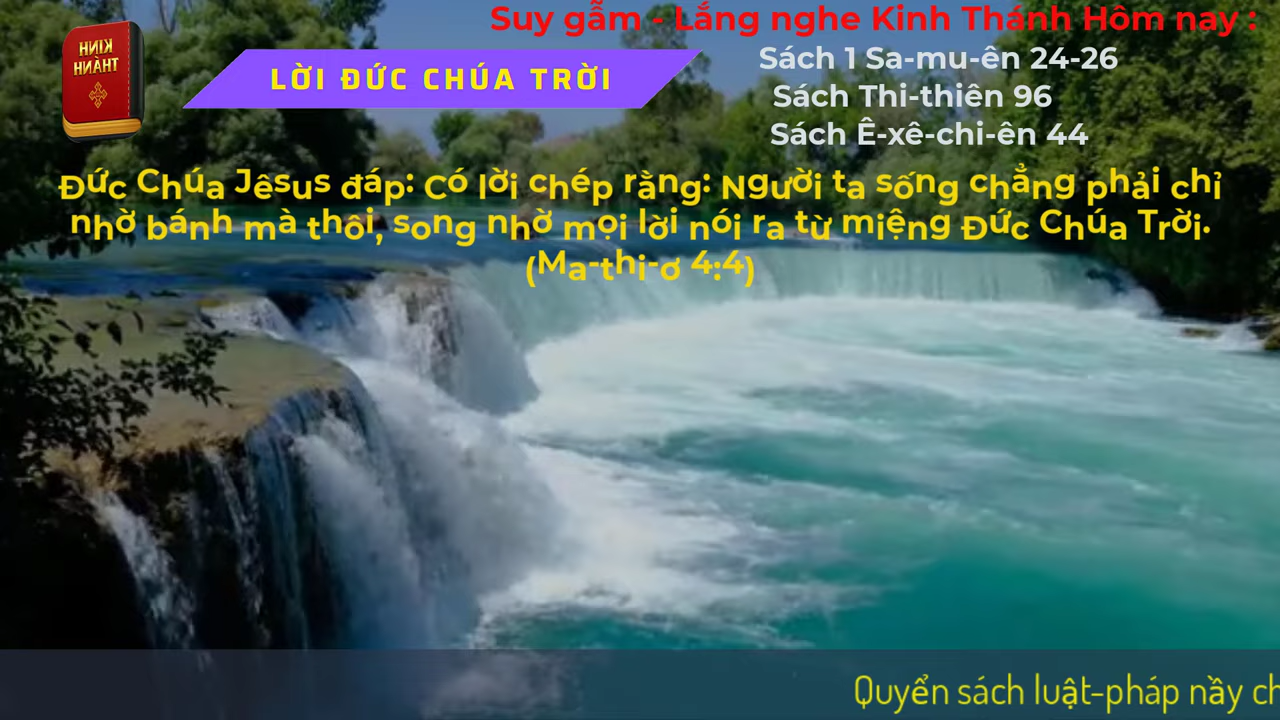 Suy gẫm - Lắng nghe Kinh Thánh Hôm nay :
KINH
THÁNH
LỜI ĐỨC CHÚA TRỜI
Sách 1 Sa-mu-ên 24-26
Sách Thi-thiên 96
Sách Ê-xê-chi-ên 44
Đức Chúa Jêsus đáp: Có lời chép rằng: Người ta sống chẳng phải chỉ
nhờ bánh mà thôi, song nhờ mọi lời nói ra từ miệng Đức Chúa Trời.
(Ma-thi-ơ 4:4)
Quyển sách luật-pháp nầy ch